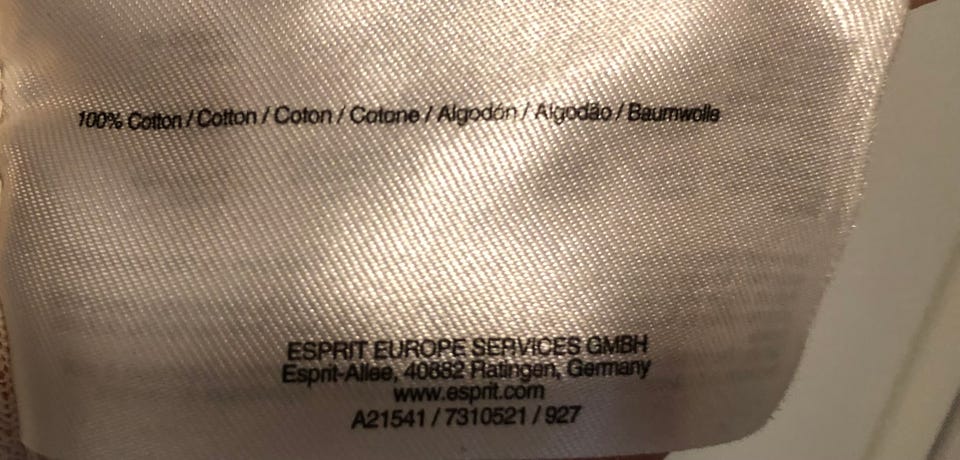 100% Cotton / Cotton / Coton / Cotone / Algodón / Algodão / Baumwolle
ESPRIT EUROPE SERVICES GMBH
Esprit-Allee, 40882 Ratingen, Germany
www.esprit.com
A21541 / 7310521 / 927